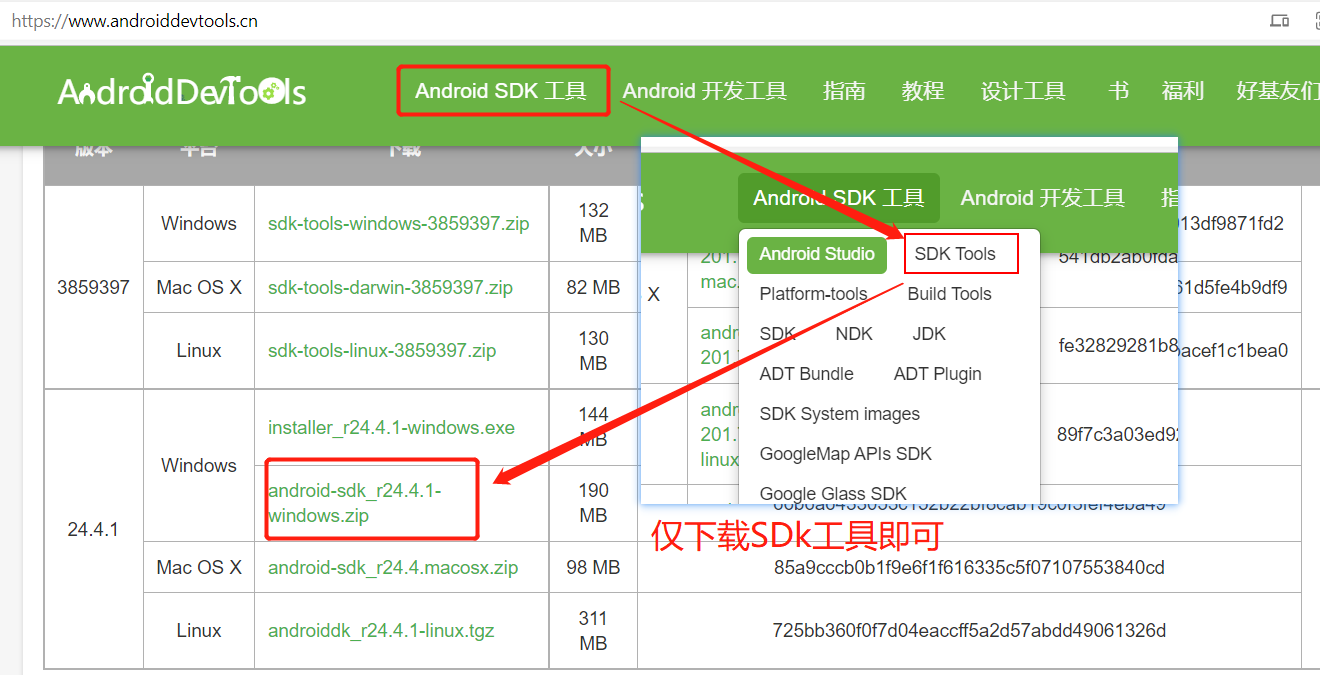 https://www.androiddevtools.cn
AndroidDevTools
Android SDK 工具
Android 开发工具
指南
教程
设计工具
书
福利
好基友们
版本
平台
下载
大小
3859397
Windows
sdk-tools-windows-3859397.zip
132
MB
Mac OS X
sdk-tools-darwin-3859397.zip
82 MB
Linux
sdk-tools-linux-3859397.zip
130
MB
24.4.1
Windows
installer_r24.4.1-windows.exe
144
MB
android-sdk_r24.4.1-
windows.zip
190
MB
Mac OS X
android-sdk_r24.4.macosx.zip
98 MB
85a9cccb0b1f9e6f1f616335c5f07107553840cd
Linux
androiddk_r24.4.1-linux.tgz
311
MB
725bb360f0f7d04eaccff5a2d57abdd49061326d
Android SDK 工具
Android 开发工具
Android Studio
SDK Tools
Platform-tools
Build Tools
SDK
NDK
JDK
ADT Bundle
ADT Plugin
SDK System images
GoogleMap APIs SDK
Google Glass SDK
X
201.
mac.
andr
201.
andr
201.
linux
fe32829281b8
89f7c3a03ed92
13df9871fd2
61d5fe4b9df9
acef1c1bea0
仅下载SDk工具即可